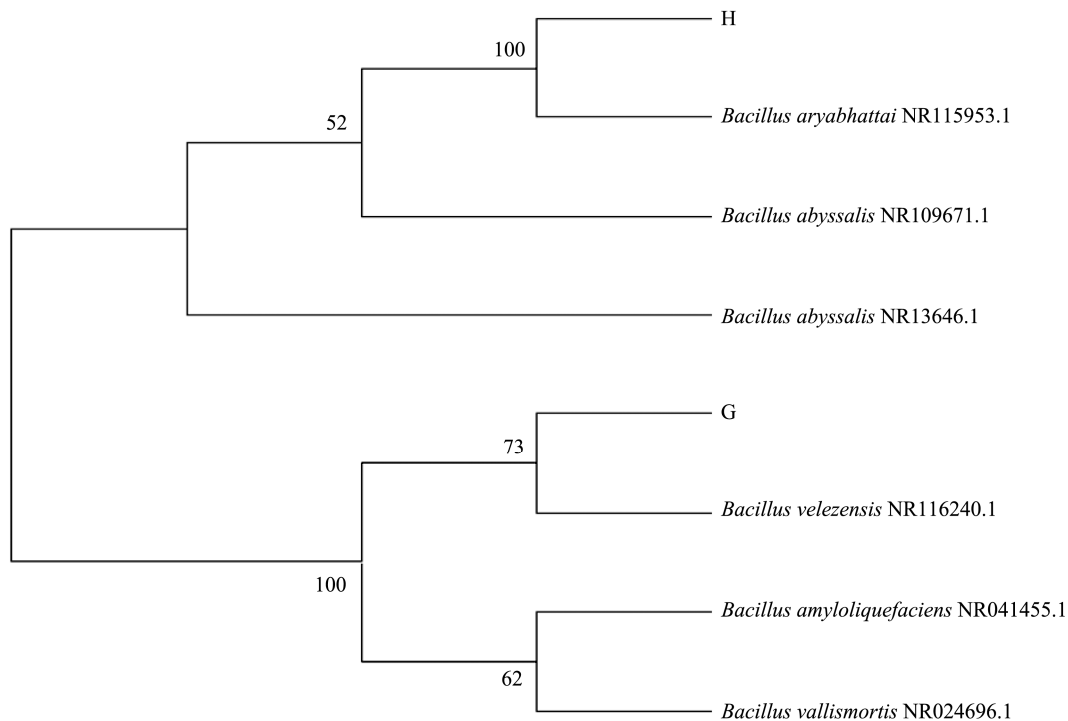 H
100
Bacillus aryabhattai NR115953.1
52
Bacillus abyssalis NR109671.1
Bacillus abyssalis NR13646.1
G
73
Bacillus velezensis NR116240.1
100
Bacillus amyloliquefaciens NR041455.1
62
Bacillus vallismortis NR024696.1